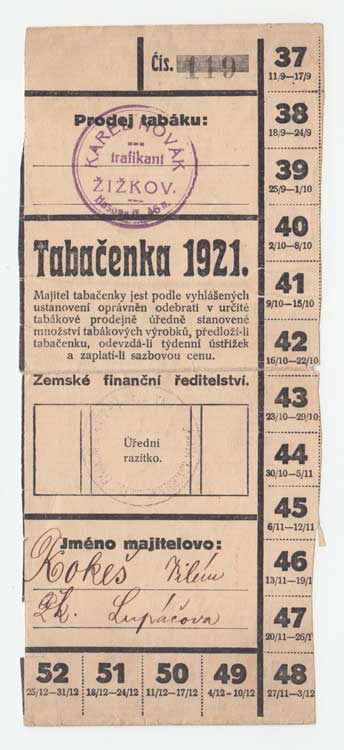 Čís. 119
Prodej tabáku:
KAREL NOVÁK
trafikant
ŽIŽKOV.
Tabačenka 1921.
Majitel tabačenky jest podle vyhlášených
ustanovení oprávněn odebrati v určité
tabákové prodejně úředně stanovené
množství tabákových výrobků, předloží-li
tabačenku, odevzdá-li týdenní ústřižek
a zaplatí-li sazbovou cenu.
Zemské finanční ředitelství.
Úřední
razítko.
Jméno majitelovo:
Kokeš Vilém
Lupáčova
37
11/9—17/9
38
18/9—24/9
39
25/9—1/10
40
2/10—8/10
41
9/10—15/10
42
16/10—22/10
43
23/10—29/10
44
30/10—5/11
45
6/11—12/11
46
13/11—19/1
47
20/11—26/1
48
27/11—3/12
52
25/12—31/12
51
18/12—24/12
50
11/12—17/12
49
4/12—10/12